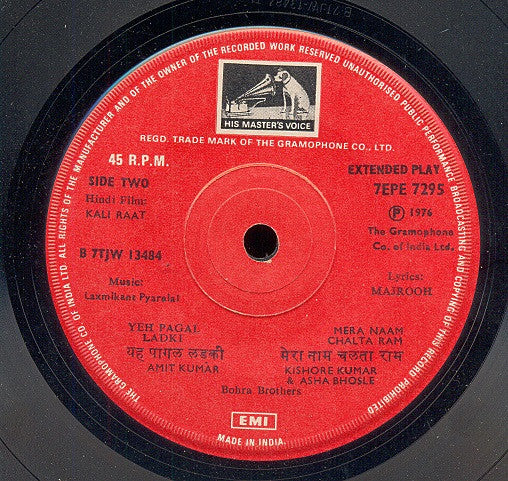 ALL RIGHTS OF THE MANUFACTURER AND OF THE OWNER OF THE RECORDED WORK RESERVED UNAUTHORISED PUBLIC PERFORMANCE BROADCASTING AND COPYING OF THIS RECORD PROHIBITED
THE GRAMOPHONE CO. OF INDIA LTD.
HIS MASTER'S VOICE
REGD. TRADE MARK OF THE GRAMOPHONE CO., LTD.
45 R.P.M.
SIDE TWO
Hindi Film:
KALI RAAT
B 7TJW 13484
EXTENDED PLAY
7EPE 7295
Ⓟ 1976
The Gramophone
Co. of India Ltd.
Music:
Laxmikant Pyarelal
Lyrics:
MAJROOH
YEH PAGAL
LADKI
यह पागल लडकी
AMIT KUMAR
MERA NAAM
CHALTA RAM
मेरा नाम चलता राम
KISHORE KUMAR
& ASHA BHOSLE
Bohra Brothers
EMI
MADE IN INDIA.